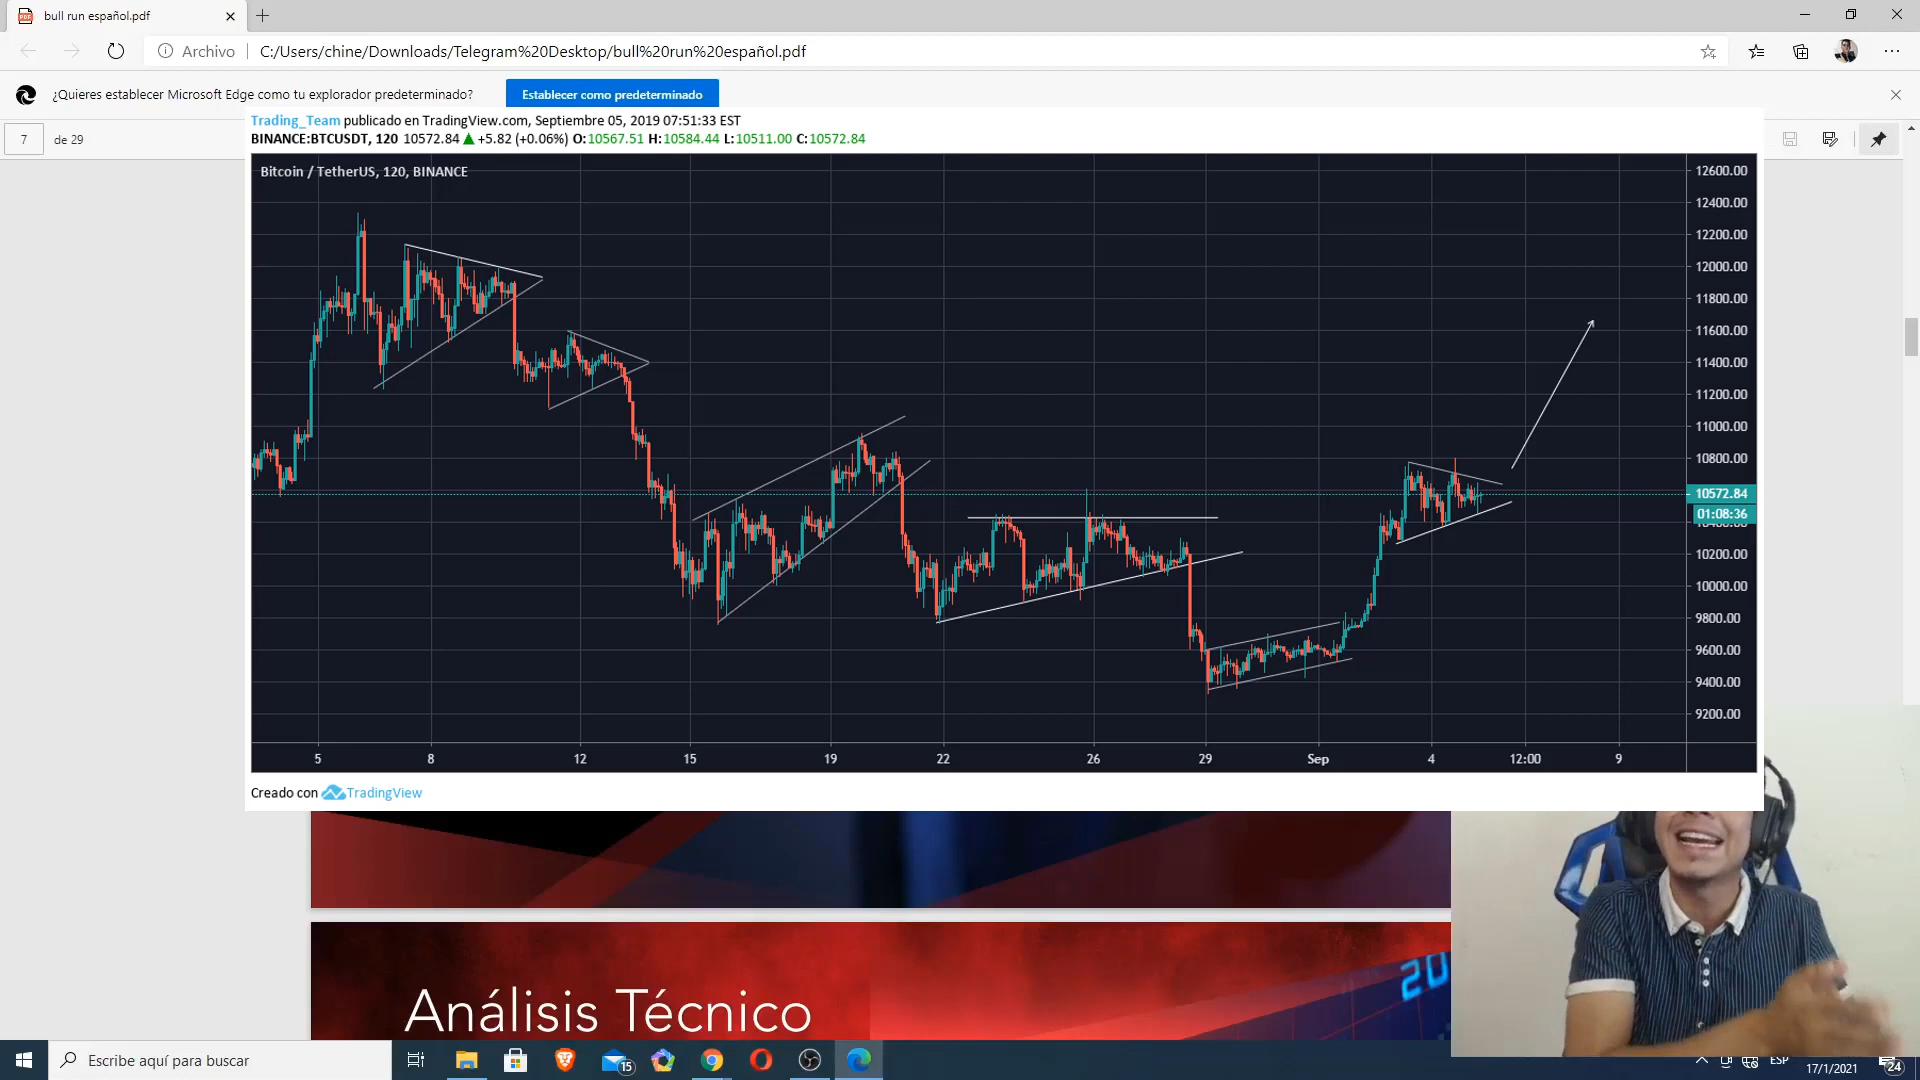 bull run español.pdf
Archivo
C:/Users/chine/Downloads/Telegram%20Desktop/bull%20run%20español.pdf
¿Quieres establecer Microsoft Edge como tu explorador predeterminado?
Establecer como predeterminado
7 de 29
Trading_Team publicado en TradingView.com, Septiembre 05, 2019 07:51:33 EST
BINANCE:BTCUSDT, 120 10572.84 ▲ +5.82 (+0.06%) O:10567.51 H:10584.44 L:10511.00 C:10572.84
Bitcoin / TetherUS, 120, BINANCE
12600.00
12400.00
12200.00
12000.00
11800.00
11600.00
11400.00
11200.00
11000.00
10800.00
10572.84
01:08:36
10400.00
10200.00
10000.00
9800.00
9600.00
9400.00
9200.00
5 8 12 15 19 22 26 29 Sep 4 12:00 9
Creado con TradingView
20
Análisis Técnico
Escribe aquí para buscar
15
ESP
17/1/2021
24